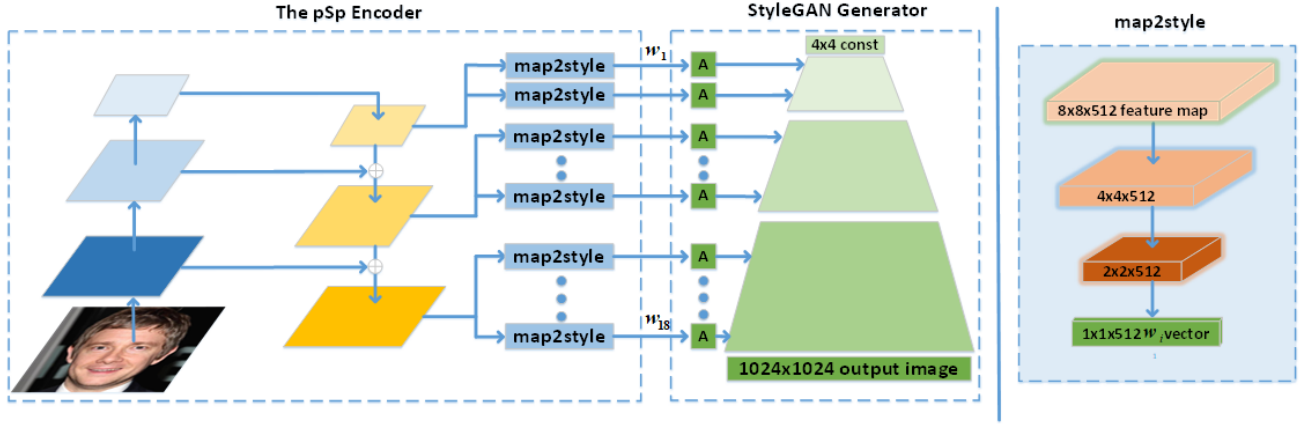 The pSp Encoder
StyleGAN Generator
map2style
4x4 const
map2style
w1
A
map2style
A
map2style
A
map2style
A
map2style
A
map2style
w18
A
1024x1024 output image
8x8x512 feature map
4x4x512
2x2x512
1x1x512 wi vector